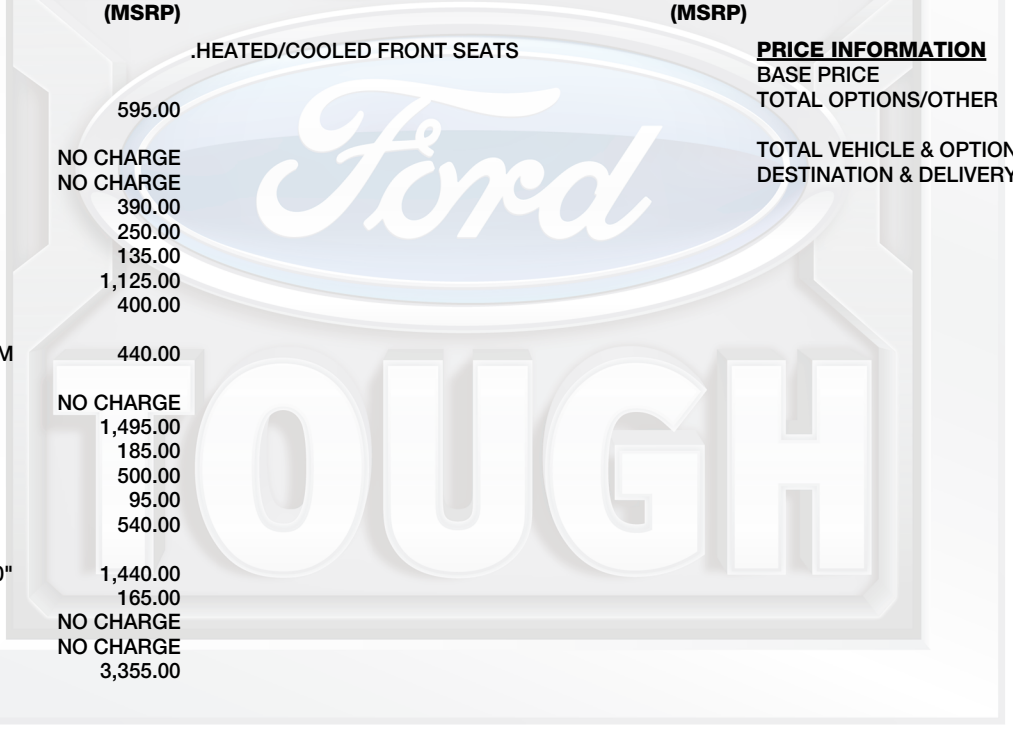 (MSRP)
595.00
NO CHARGE
NO CHARGE
390.00
250.00
135.00
1,125.00
400.00
M 440.00
NO CHARGE
1,495.00
185.00
500.00
95.00
540.00
0" 1,440.00
165.00
NO CHARGE
NO CHARGE
3,355.00
(MSRP)
.HEATED/COOLED FRONT SEATS
PRICE INFORMATION
BASE PRICE
TOTAL OPTIONS/OTHER
TOTAL VEHICLE & OPTION
DESTINATION & DELIVERY
Ford
TOUGH